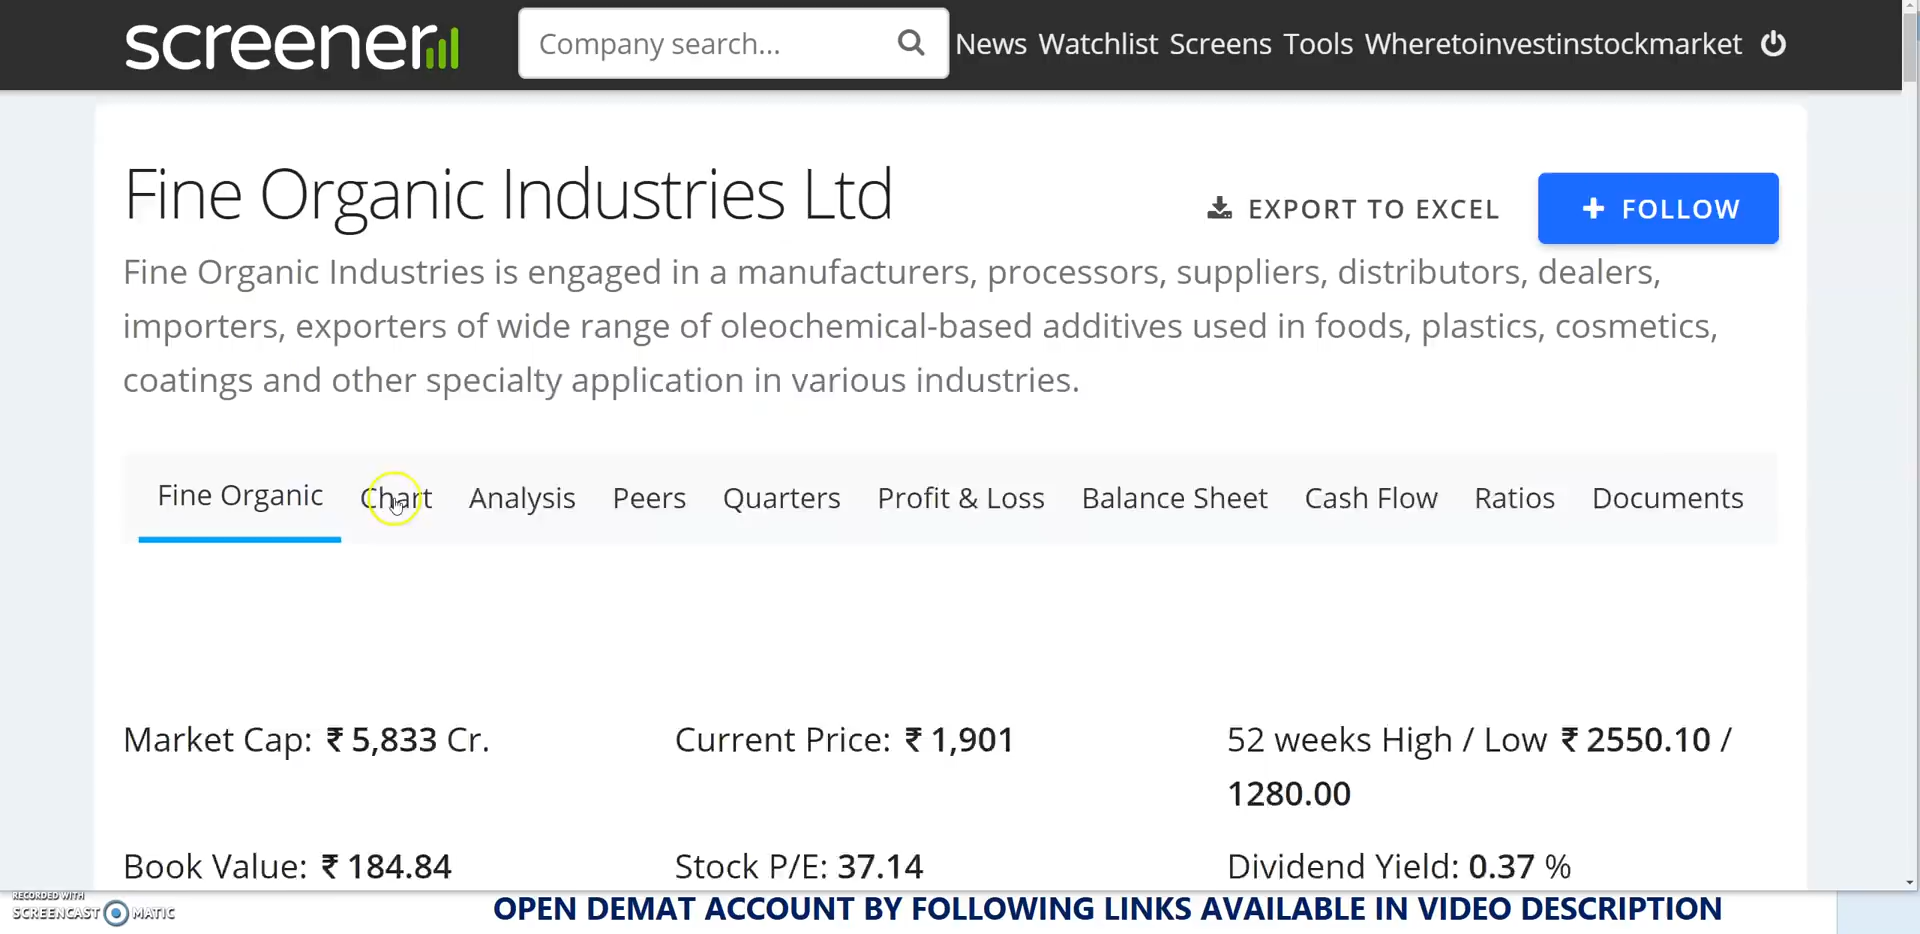 screener
Company search...
News Watchlist Screens Tools Wheretoinvestinstockmarket
Fine Organic Industries Ltd
EXPORT TO EXCEL
+ FOLLOW
Fine Organic Industries is engaged in a manufacturers, processors, suppliers, distributors, dealers,
importers, exporters of wide range of oleochemical-based additives used in foods, plastics, cosmetics,
coatings and other specialty application in various industries.
Fine Organic Chart Analysis Peers Quarters Profit & Loss Balance Sheet Cash Flow Ratios Documents
Market Cap: ₹ 5,833 Cr. Current Price: ₹ 1,901 52 weeks High / Low ₹ 2550.10 /
1280.00
Book Value: ₹ 184.84 Stock P/E: 37.14 Dividend Yield: 0.37 %
RECORDED WITH
SCREENCAST MATIC
OPEN DEMAT ACCOUNT BY FOLLOWING LINKS AVAILABLE IN VIDEO DESCRIPTION